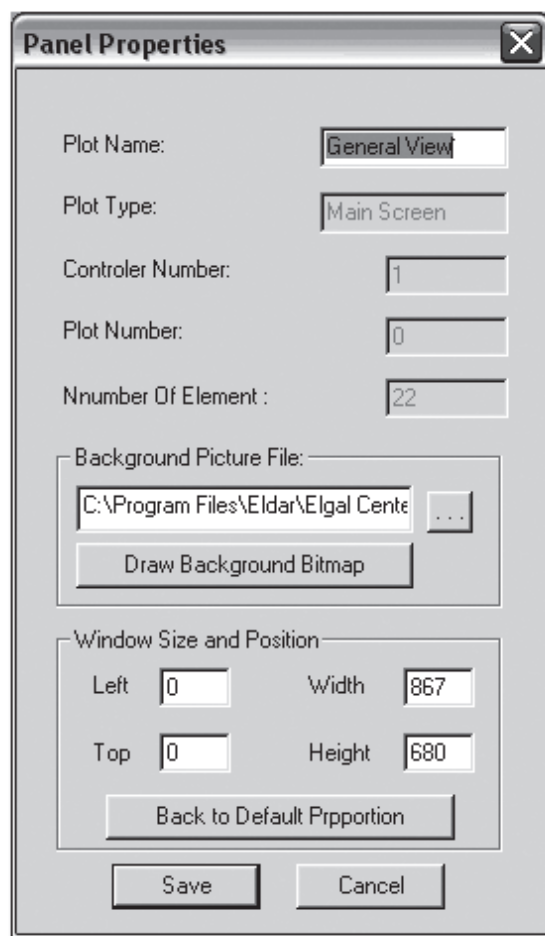 Panel Properties
Plot Name: General View
Plot Type: Main Screen
Controler Number: 1
Plot Number: 0
Nnumber Of Element : 22
Background Picture File:
C:\Program Files\Eldar\Elgal Cente ...
Draw Background Bitmap
Window Size and Position
Left 0 Width 867
Top 0 Height 680
Back to Default Prpportion
Save Cancel